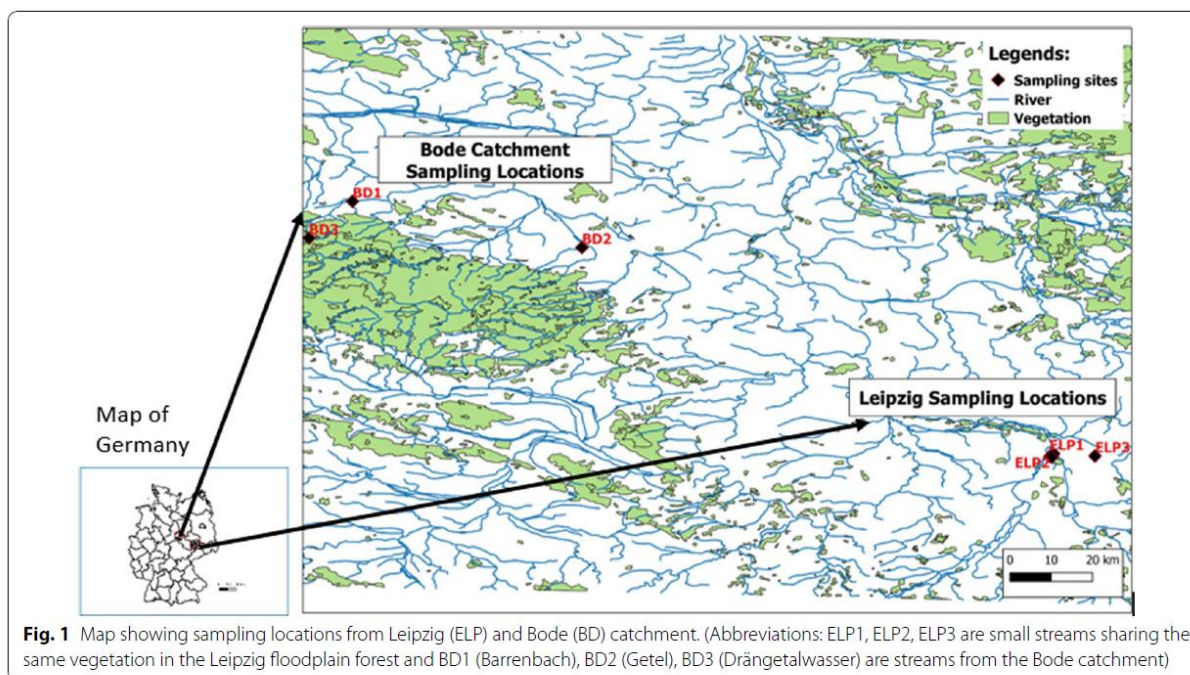 Legends:
Sampling sites
River
Vegetation
Bode Catchment
Sampling Locations
BD1
BD3
BD2
Leipzig Sampling Locations
ELP1
ELP2
ELP3
Map of
Germany
0 10 20 km
Fig. 1 Map showing sampling locations from Leipzig (ELP) and Bode (BD) catchment. (Abbreviations: ELP1, ELP2, ELP3 are small streams sharing the
same vegetation in the Leipzig floodplain forest and BD1 (Barrenbach), BD2 (Getel), BD3 (Drängetalwasser) are streams from the Bode catchment)